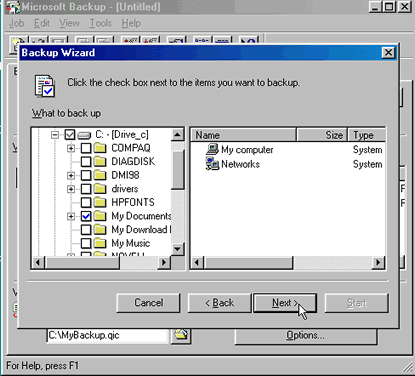 Microsoft Backup - [Untitled]
Job Edit View Tools Help
Backup Wizard
Click the check box next to the items you want to backup.
What to back up
C: - [Drive_c]
COMPAQ
DIAGDISK
DMI98
drivers
HPFONTS
My Documents
My Download
My Music
Name Size Type
My computer System
Networks System
Cancel < Back Next > Start
C:\MyBackup.qic Options...
For Help, press F1